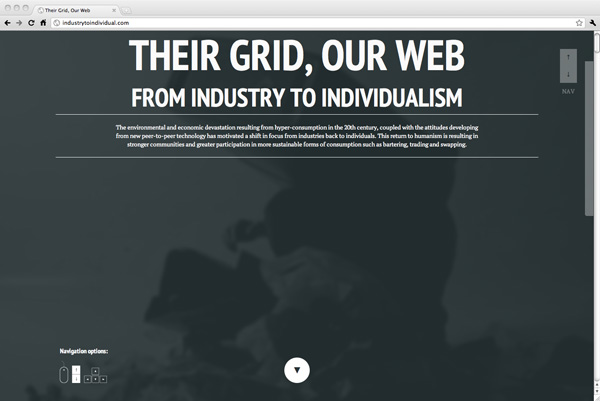 Their Grid, Our Web
industrytoindividual.com
THEIR GRID, OUR WEB
FROM INDUSTRY TO INDIVIDUALISM
The environmental and economic devastation resulting from hyper-consumption in the 20th century, coupled with the attitudes developing
from new peer-to-peer technology has motivated a shift in focus from industries back to individuals. This return to humanism is resulting in
stronger communities and greater participation in more sustainable forms of consumption such as bartering, trading and swapping.
NAV
Navigation options: